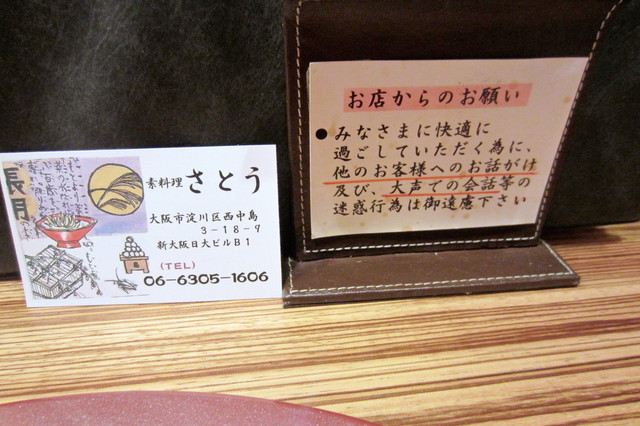 素料理 さとう
大阪市淀川区西中島
3-18-9
新大阪日大ビルB1
(TEL)
06-6305-1606
お店からのお願い
●みなさまに快適に
過ごしていただく為に、
他のお客様へのお話がけ
及び、大声での会話等の
迷惑行為は御遠慮下さい